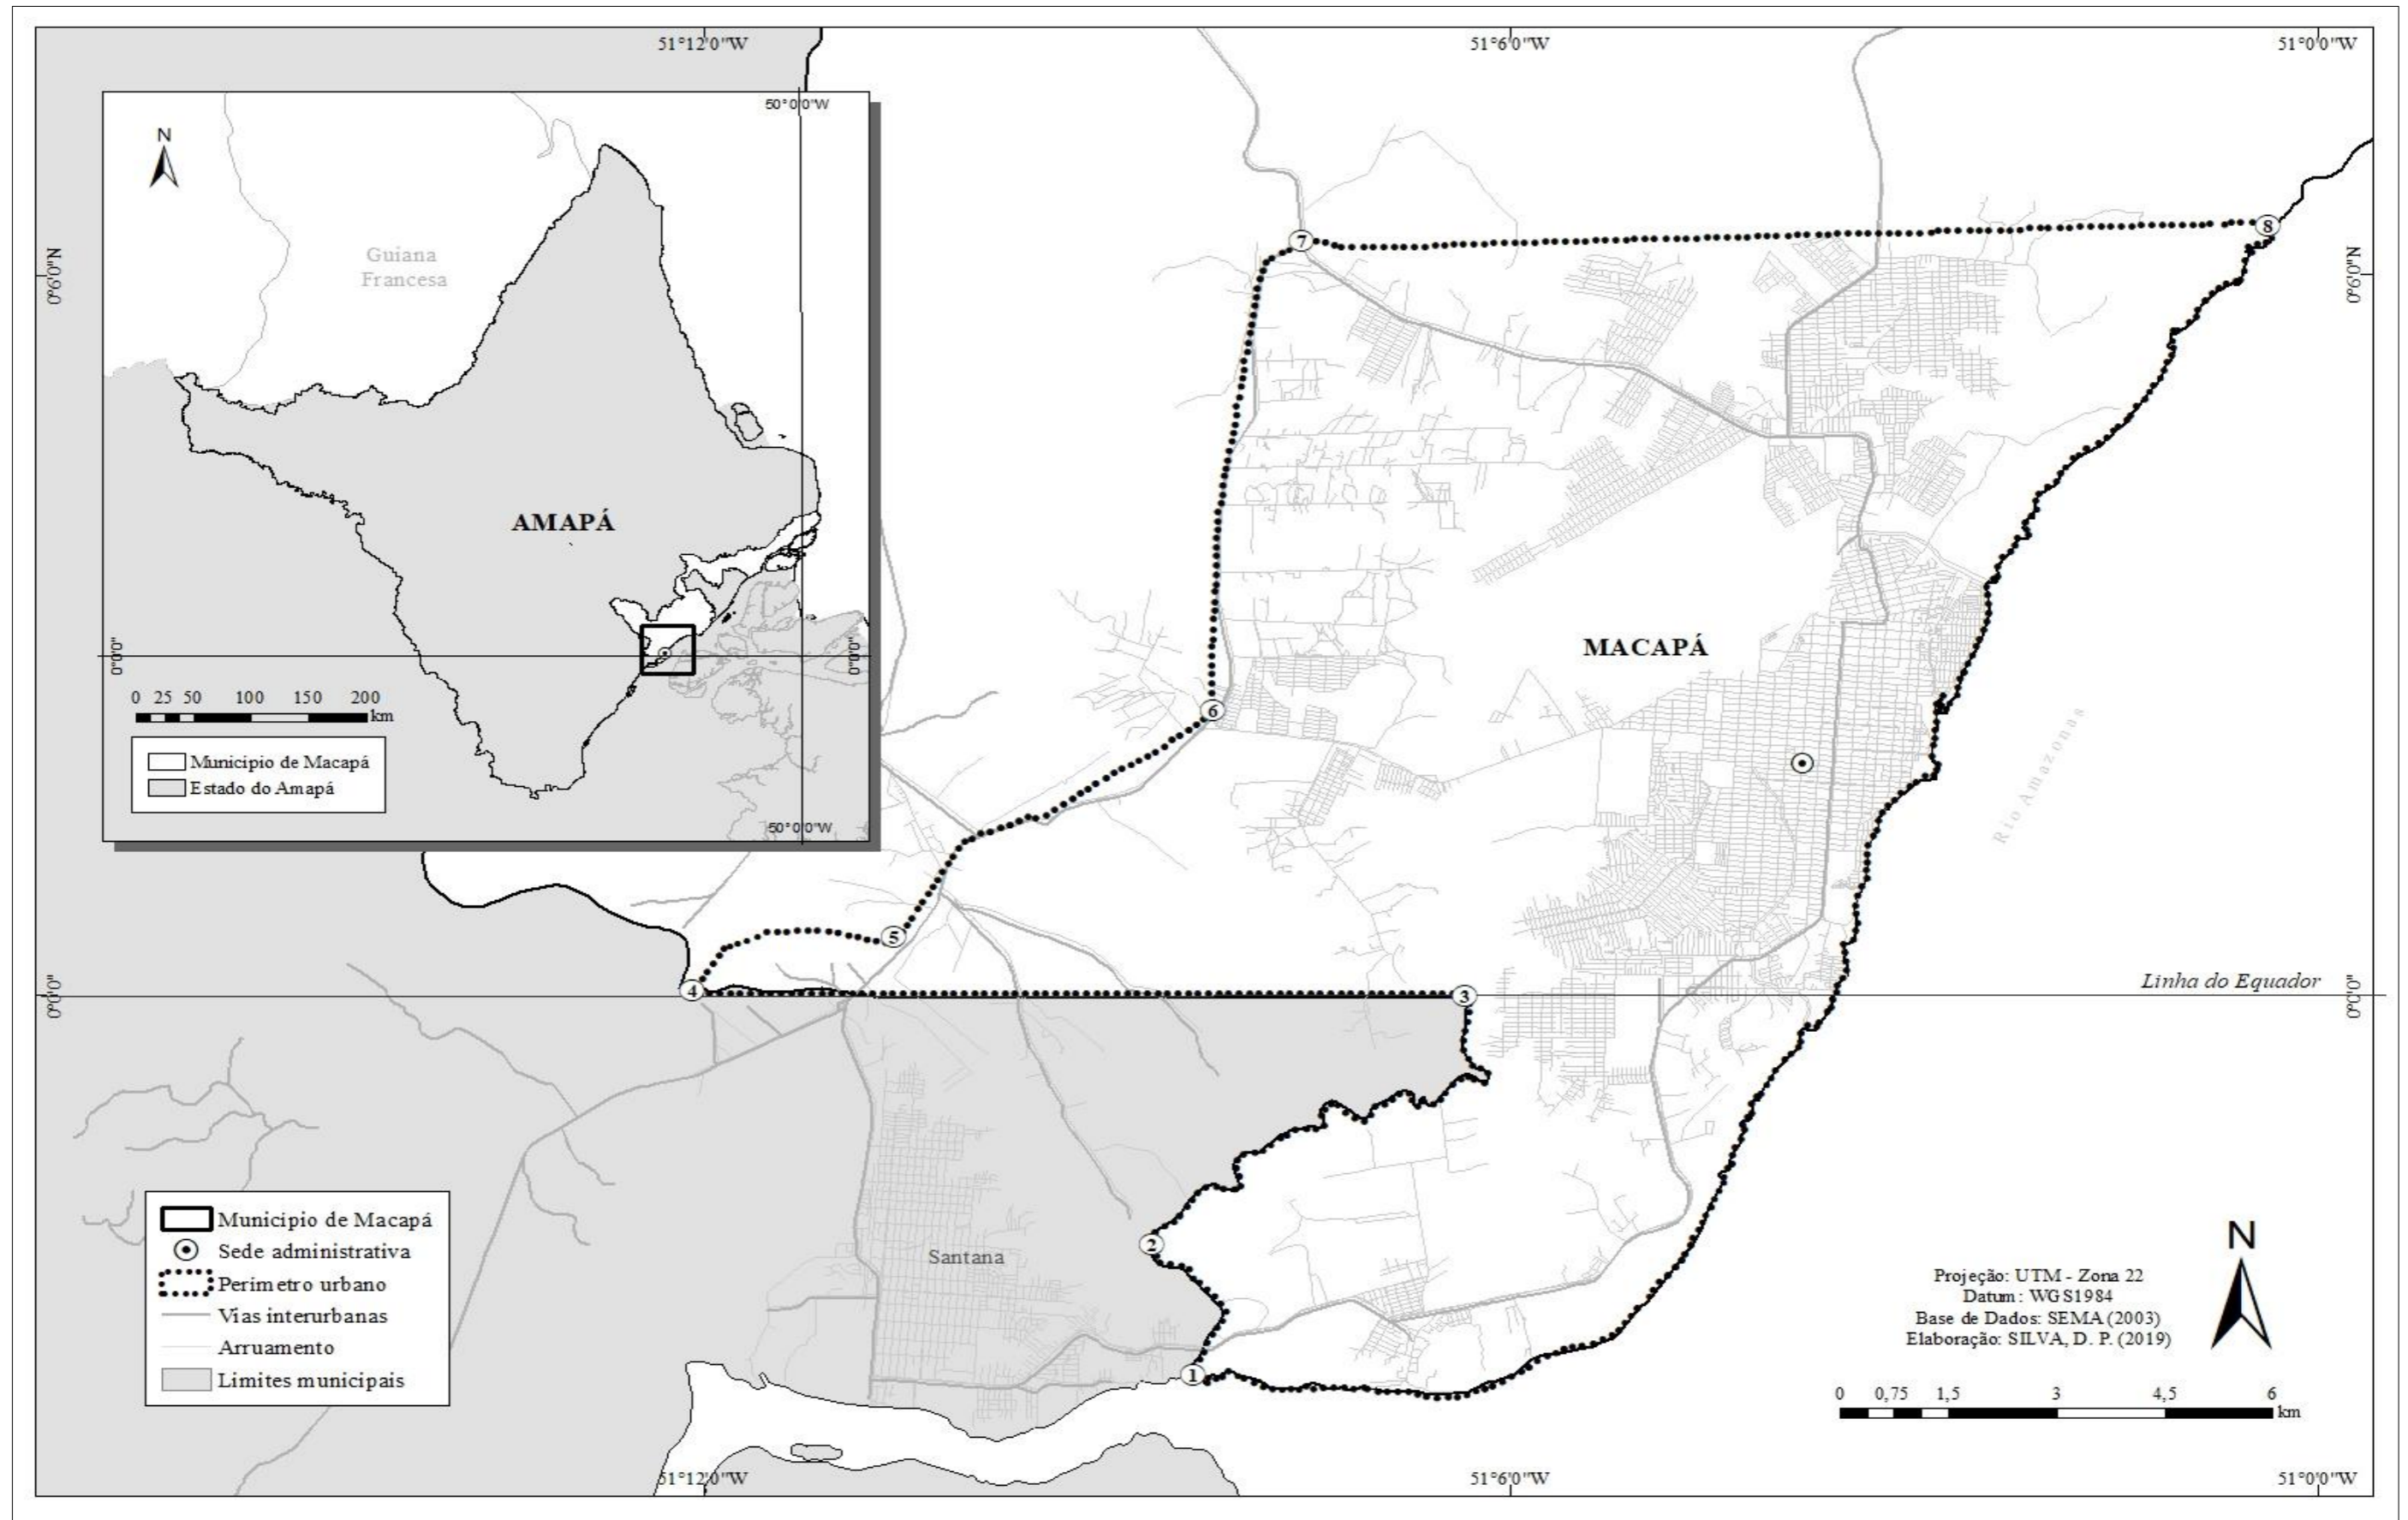 51°12'0"W
51°6'0"W
51°0'0"W
0°6'0"N
0°6'0"N
50°0'0"W
N
Guiana
Francesa
AMAPÁ
0°0'0"
0°0'0"
0 25 50 100 150 200
km
Município de Macapá
Estado do Amapá
50°0'0"W
7
8
6
MACAPÁ
Rio Amazonas
5
4
3
Linha do Equador
0°0'0"
0°0'0"
2
Santana
1
Município de Macapá
Sede administrativa
Perimetro urbano
Vias interurbanas
Arruamento
Limites municipais
N
Projeção: UTM - Zona 22
Datum: WGS1984
Base de Dados: SEMA (2003)
Elaboração: SILVA, D. P. (2019)
0 0,75 1,5 3 4,5 6
km
51°12'0"W
51°6'0"W
51°0'0"W